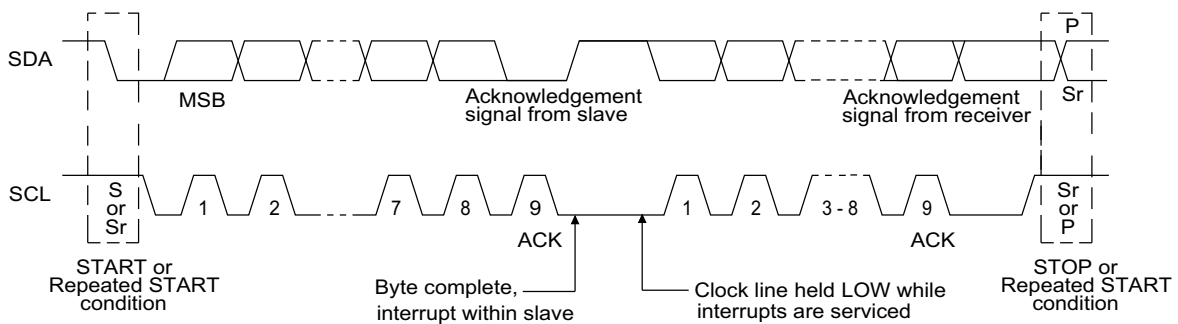 SDA
P
MSB
Acknowledgement
signal from slave
Acknowledgement
signal from receiver
Sr
SCL
S
or
Sr
1
2
7
8
9
ACK
1
2
3 - 8
9
ACK
Sr
or
P
START or
Repeated START
condition
Byte complete,
interrupt within slave
Clock line held LOW while
interrupts are serviced
STOP or
Repeated START
condition